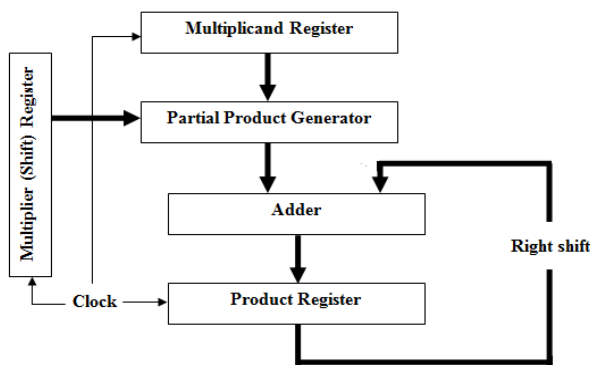 Multiplicand Register
Multiplier (Shift) Register
Partial Product Generator
Adder
Right shift
Clock
Product Register